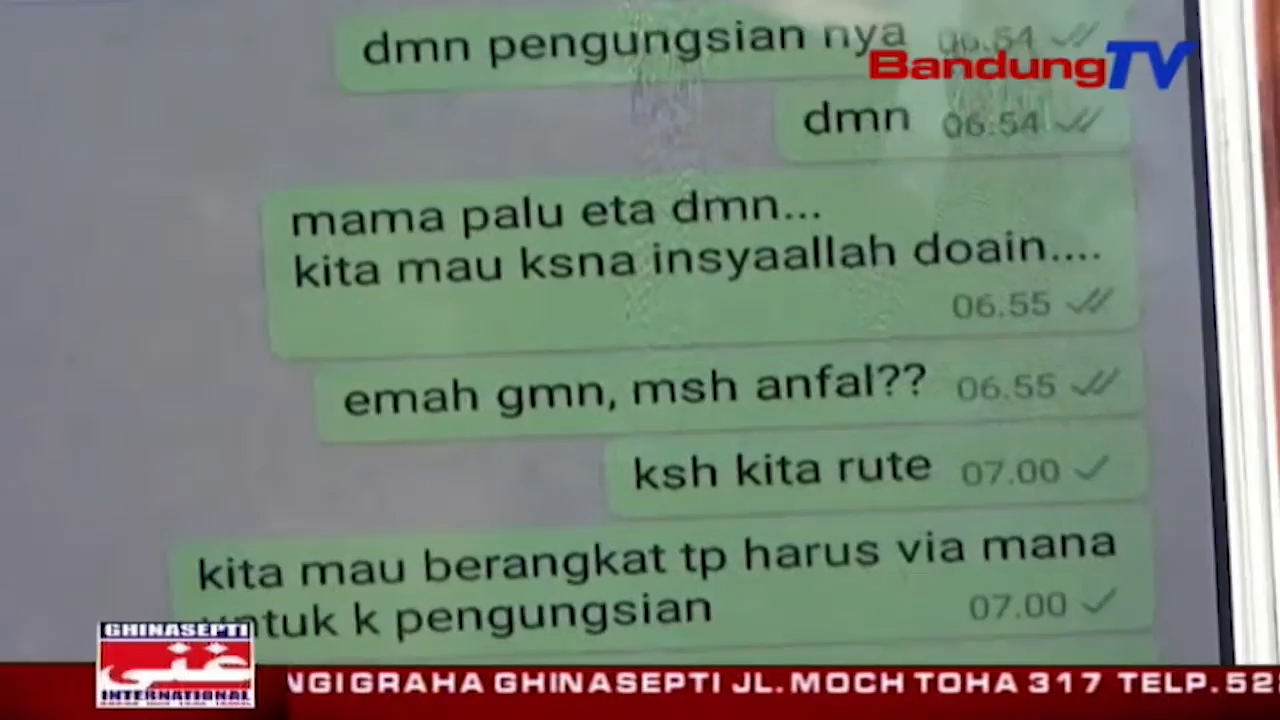 dmn pengungsian nya 06.54
BandungTV
dmn 06.54
mama palu eta dmn...
kita mau ksna insyaallah doain....
06.55
emah gmn, msh anfal?? 06.55
ksh kita rute 07.00
kita mau berangkat tp harus via mana
untuk k pengungsian 07.00
GHINASEPTI
غنى
INTERNATIONAL
NGI GRAHA GHINASEPTI JL. MOCH TOHA 317 TELP. 52